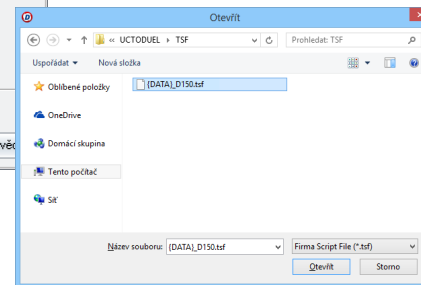 Otevřít
« UCTODUEL ▸ TSF
Prohledat: TSF
Uspořádat
Nová složka
Oblíbené položky
{DATA}_D150.tsf
OneDrive
Domácí skupina
Tento počítač
Síť
Název souboru: {DATA}_D150.tsf
Firma Script File (*.tsf)
Otevřít
Storno